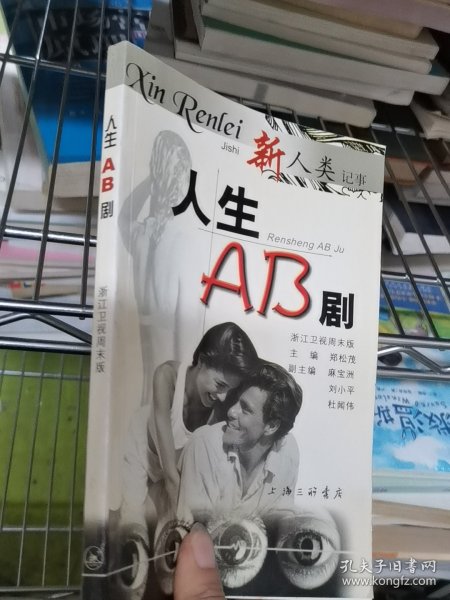 Xin Renlei
Jishi
新人类记事
人生
Rensheng AB Ju
AB剧
浙江卫视周末版
主编 郑松茂
副主编 麻宝洲
刘小平
杜闻伟
上海三联书店
人生AB剧
浙江卫视周末版
孔夫子旧书网
www.kongfz.com